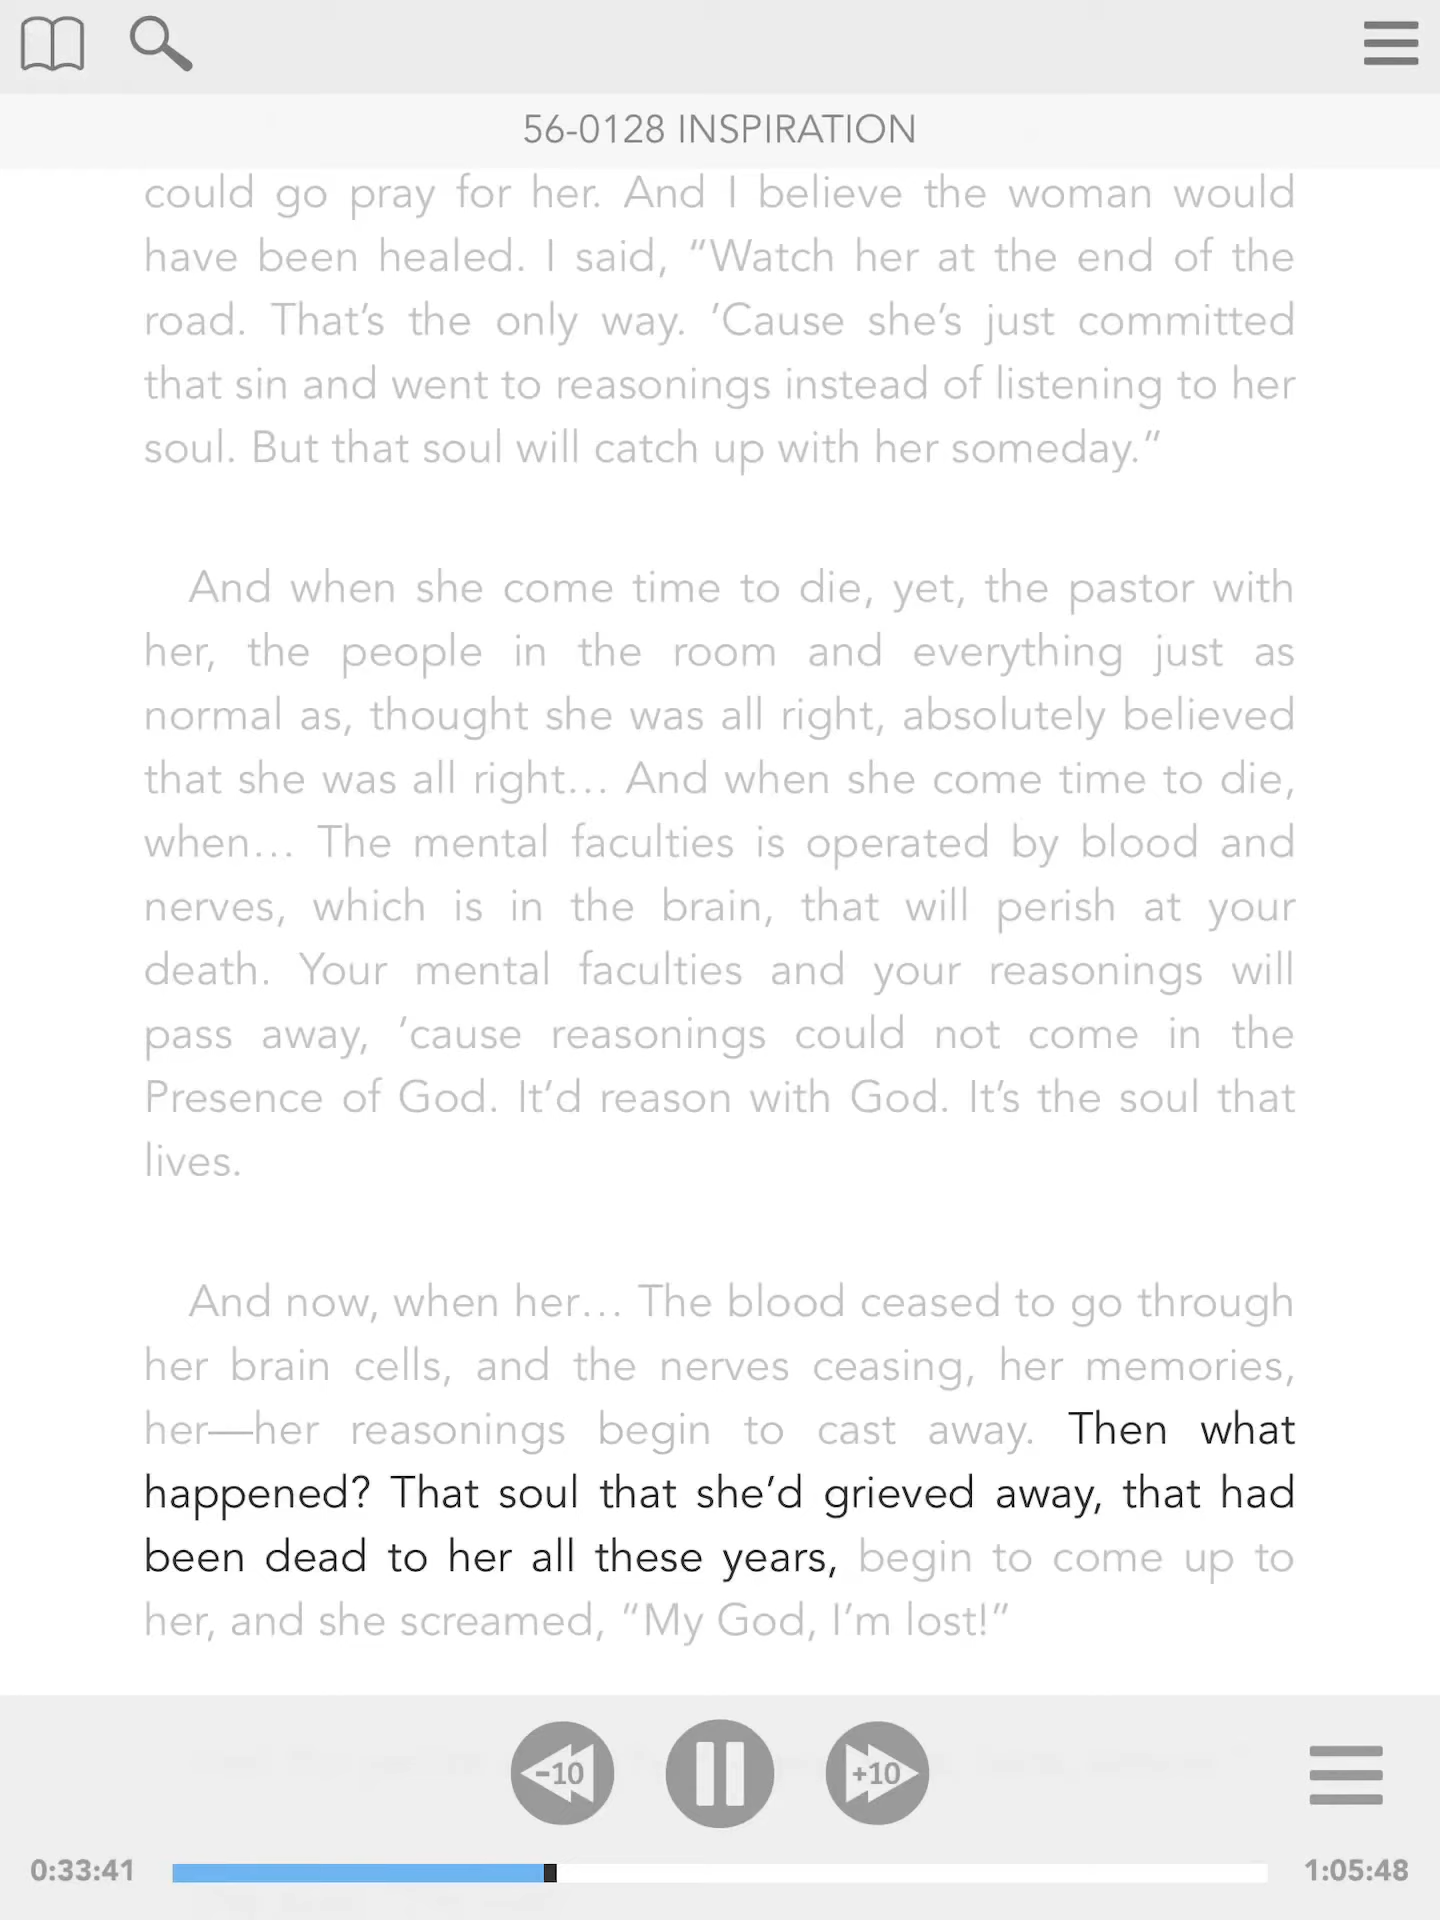 56-0128 INSPIRATION
could go pray for her. And I believe the woman would
have been healed. I said, “Watch her at the end of the
road. That’s the only way. ’Cause she’s just committed
that sin and went to reasonings instead of listening to her
soul. But that soul will catch up with her someday.”
And when she come time to die, yet, the pastor with
her, the people in the room and everything just as
normal as, thought she was all right, absolutely believed
that she was all right… And when she come time to die,
when… The mental faculties is operated by blood and
nerves, which is in the brain, that will perish at your
death. Your mental faculties and your reasonings will
pass away, ’cause reasonings could not come in the
Presence of God. It’d reason with God. It’s the soul that
lives.
And now, when her… The blood ceased to go through
her brain cells, and the nerves ceasing, her memories,
her—her reasonings begin to cast away. Then what
happened? That soul that she’d grieved away, that had
been dead to her all these years, begin to come up to
her, and she screamed, “My God, I’m lost!”
-10 +10
0:33:41 1:05:48